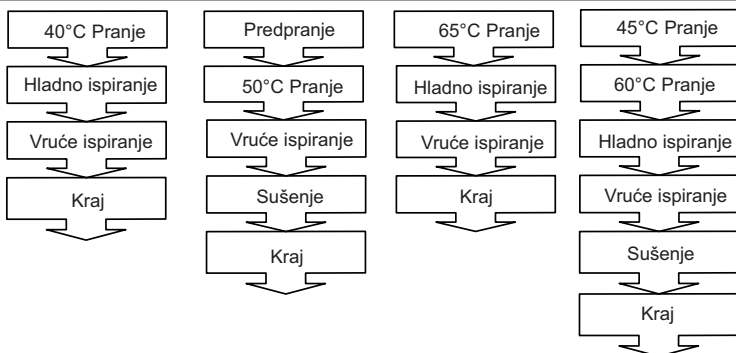 40°C Pranje
Hladno ispiranje
Vruće ispiranje
Kraj
Predpranje
50°C Pranje
Vruće ispiranje
Sušenje
Kraj
65°C Pranje
Hladno ispiranje
Vruće ispiranje
Kraj
45°C Pranje
60°C Pranje
Hladno ispiranje
Vruće ispiranje
Sušenje
Kraj